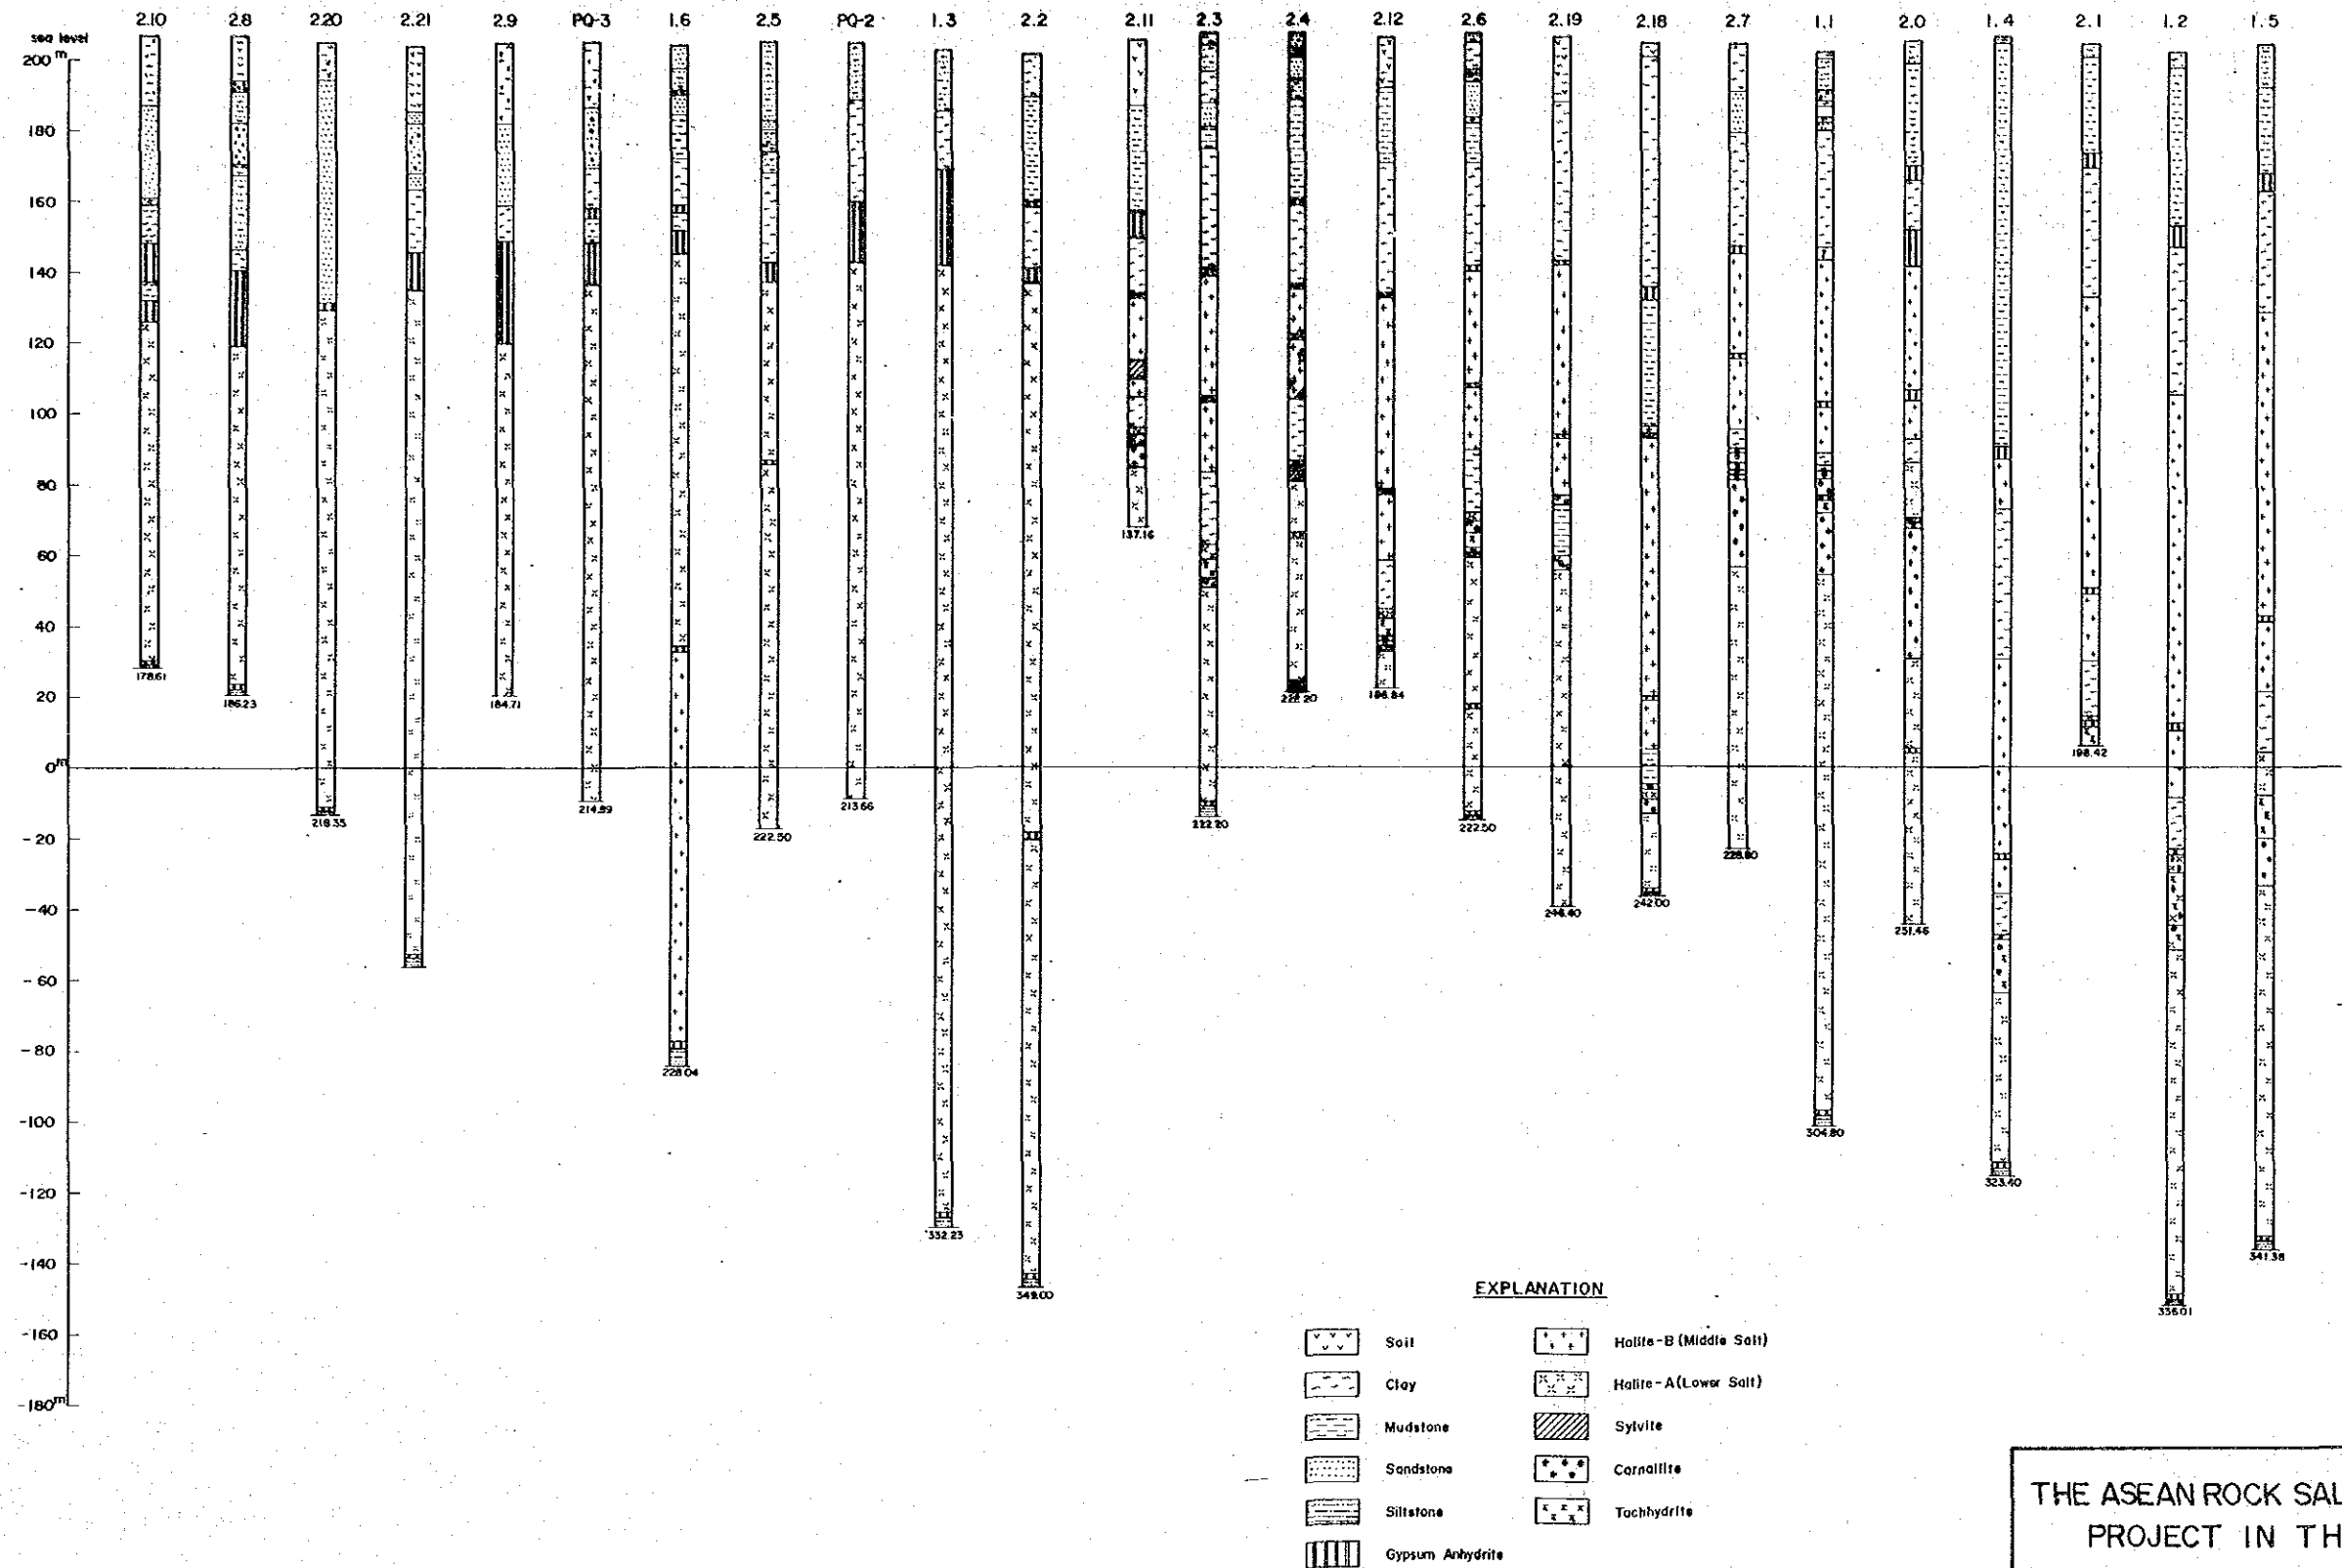 2.10 2.8 2.20 2.21 2.9 PQ-3 1.6 2.5 PQ-2 1.3 2.2 2.11 2.3 2.4 2.12 2.6 2.19 2.18 2.7 1.1 2.0 1.4 2.1 1.2 1.5
sea level
200 m
180
160
140
120
100
80
60
40
20
0m
-20
-40
-60
-80
-100
-120
-140
-160
-180m
137.16
178.61
186.23 184.71 222.20 198.84
198.42
218.35 214.89 222.50 213.66 222.20 222.50
228.80
244.40 242.00 251.46
228.04
304.80
323.40
332.23
341.38
349.00
336.01
EXPLANATION
Soil Halite-B (Middle Salt)
Clay Halite-A (Lower Salt)
Mudstone Sylvite
Sandstone Carnallite
Siltstone Tachhydrite
Gypsum Anhydrite
THE ASEAN ROCK SAL
PROJECT IN TH